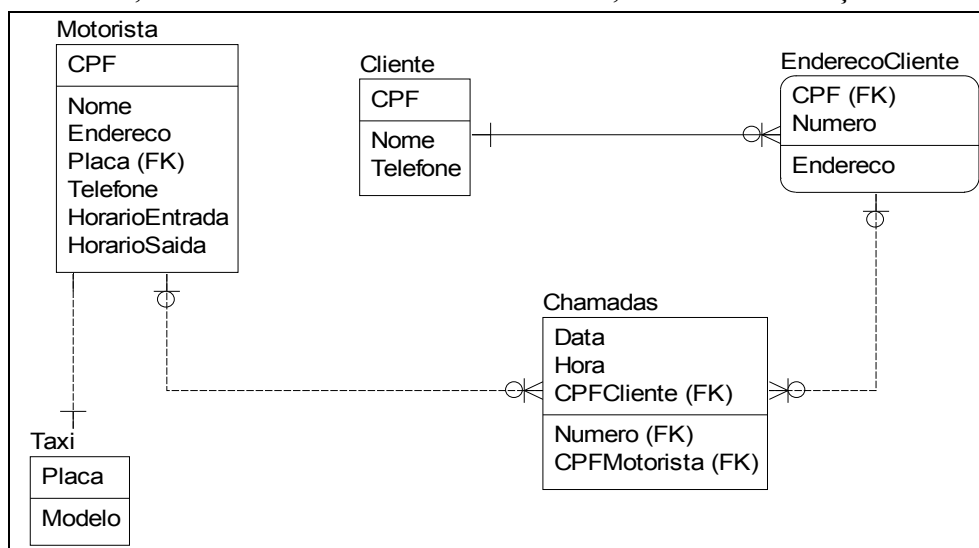 Motorista
CPF
Nome
Endereco
Placa (FK)
Telefone
HorarioEntrada
HorarioSaida
Cliente
CPF
Nome
Telefone
EnderecoCliente
CPF (FK)
Numero
Endereco
Chamadas
Data
Hora
CPFCliente (FK)
Numero (FK)
CPFMotorista (FK)
Taxi
Placa
Modelo